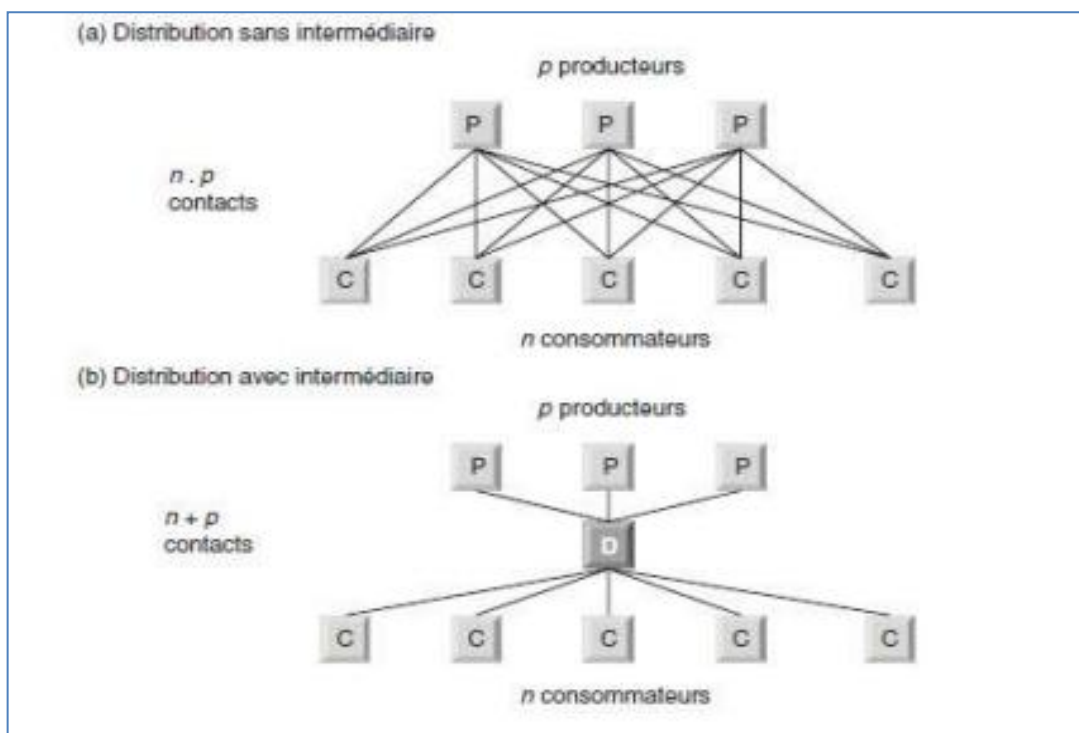 (a) Distribution sans intermédiaire
p producteurs
P P P
n . p
contacts
C C C C C
n consommateurs
(b) Distribution avec intermédiaire
p producteurs
P P P
n + p
contacts
D
C C C C C
n consommateurs